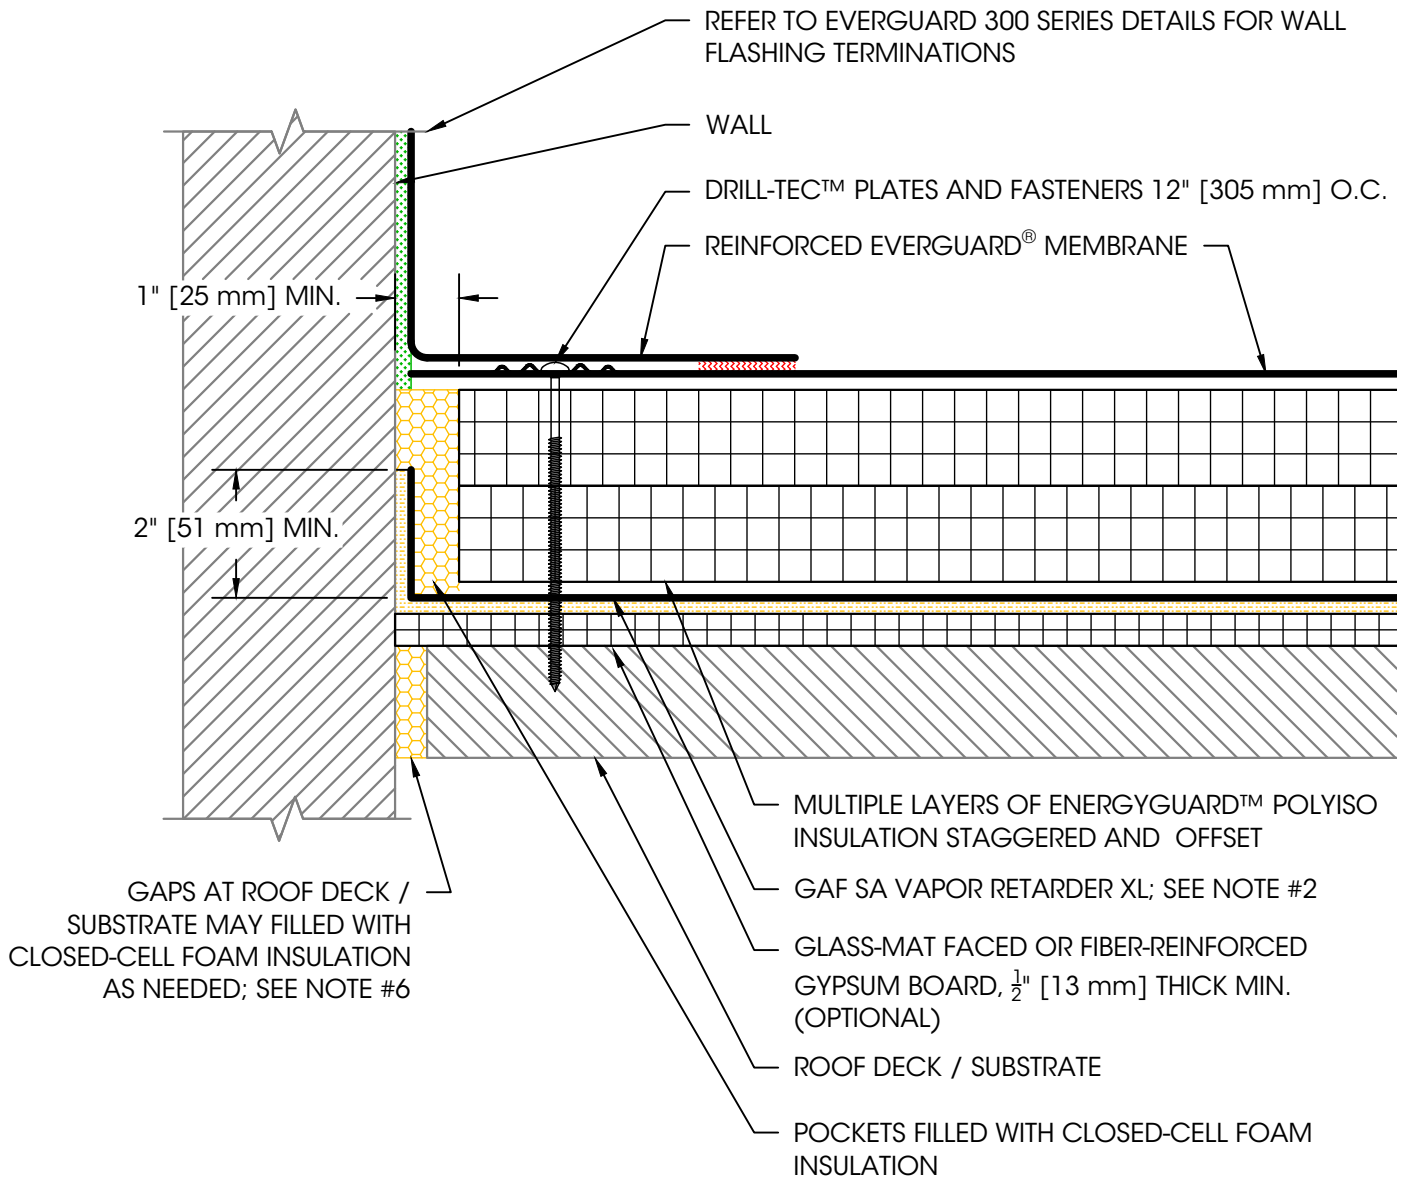 REFER TO EVERGUARD 300 SERIES DETAILS FOR WALL
FLASHING TERMINATIONS
WALL
DRILL-TEC™ PLATES AND FASTENERS 12" [305 mm] O.C.
REINFORCED EVERGUARD® MEMBRANE
1" [25 mm] MIN.
2" [51 mm] MIN.
MULTIPLE LAYERS OF ENERGYGUARD™ POLYISO
INSULATION STAGGERED AND OFFSET
GAF SA VAPOR RETARDER XL; SEE NOTE #2
GLASS-MAT FACED OR FIBER-REINFORCED
GYPSUM BOARD, 1/2" [13 mm] THICK MIN.
(OPTIONAL)
ROOF DECK / SUBSTRATE
POCKETS FILLED WITH CLOSED-CELL FOAM
INSULATION
GAPS AT ROOF DECK /
SUBSTRATE MAY FILLED WITH
CLOSED-CELL FOAM INSULATION
AS NEEDED; SEE NOTE #6